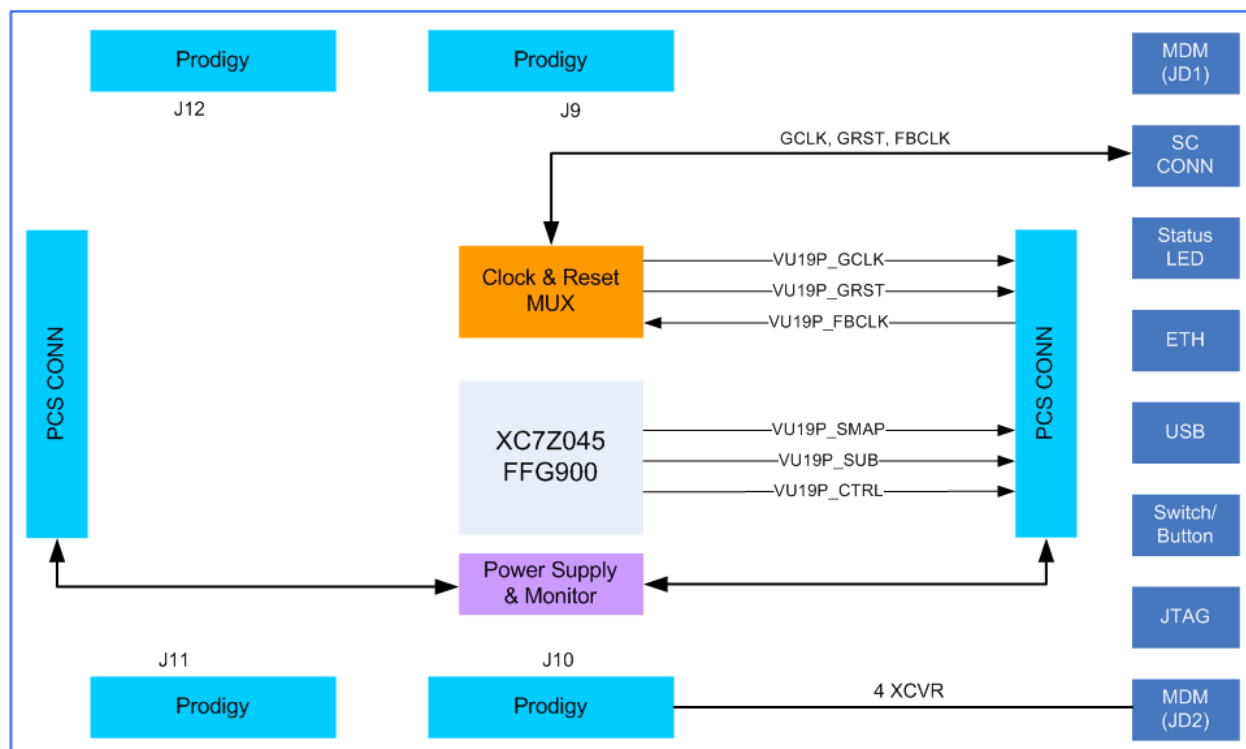 Prodigy
Prodigy
MDM
(JD1)
J12
J9
GCLK, GRST, FBCLK
SC
CONN
Clock & Reset
MUX
VU19P_GCLK
VU19P_GRST
VU19P_FBCLK
Status
LED
ETH
PCS CONN
PCS CONN
XC7Z045
FFG900
VU19P_SMAP
VU19P_SUB
VU19P_CTRL
USB
Switch/
Button
Power Supply
& Monitor
JTAG
J11
J10
Prodigy
Prodigy
4 XCVR
MDM
(JD2)